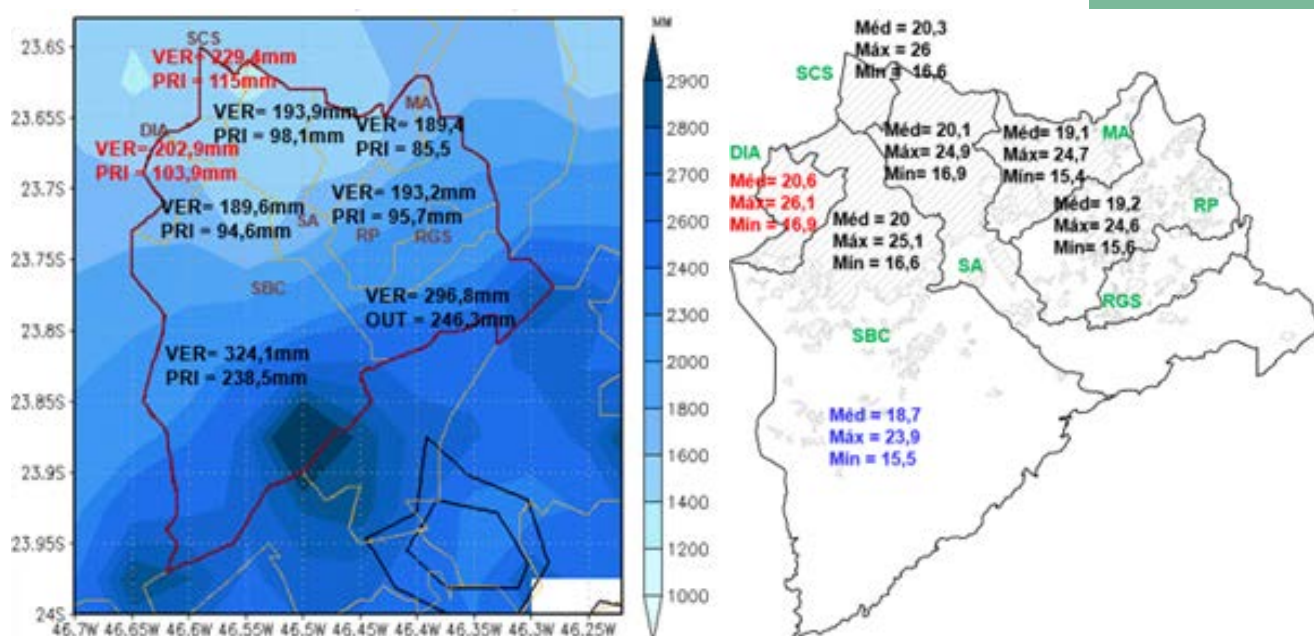 MM
23.6S
23.65S
23.7S
23.75S
23.8S
23.85S
23.9S
23.95S
24S
46.7W 46.65W 46.6W 46.55W 46.5W 46.45W 46.4W 46.35W 46.3W 46.25W
SCS
VER= 229,4mm
PRI = 115mm
VER= 193,9mm
PRI = 98,1mm
MA
VER= 189,4
PRI = 85,5
DIA
VER= 202,9mm
PRI = 103,9mm
VER= 189,6mm
PRI = 94,6mm
VER= 193,2mm
PRI = 95,7mm
SA
RP
RGS
SBC
VER= 296,8mm
OUT = 246,3mm
VER= 324,1mm
PRI = 238,5mm
2900
2800
2700
2600
2400
2300
2000
1800
1600
1400
1200
1000
Méd = 20,3
Máx = 26
Mín = 16,6
SCS
Méd = 20,1
Máx= 24,9
Mín= 16,9
Méd = 19,1
Máx = 24,7
Mín= 15,4
MA
DIA
Méd= 20,6
Máx= 26,1
Mín = 16,9
Méd = 20
Máx = 25,1
Mín = 16,6
Méd = 19,2
Máx = 24,6
Mín= 15,6
RP
SA
RGS
SBC
Méd = 18,7
Máx = 23,9
Mín = 15,5